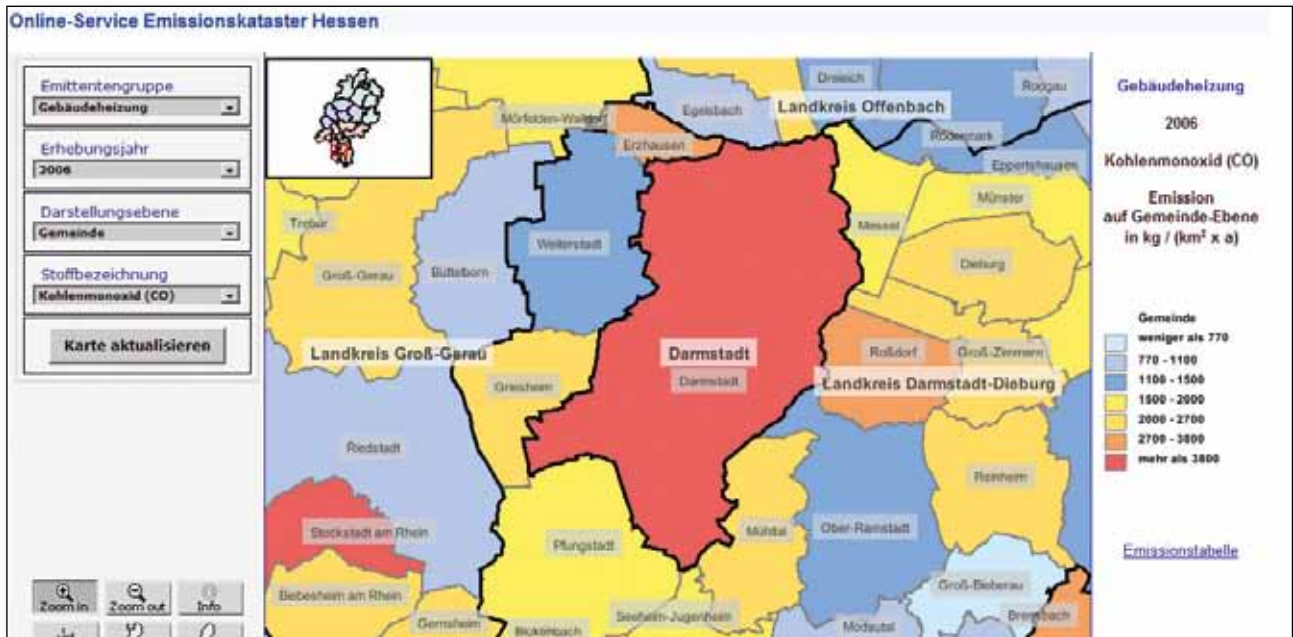 Online-Service Emissionskataster Hessen
Emittentengruppe
Gebäudeheizung
Erhebungsjahr
2006
Darstellungsebene
Gemeinde
Stoffbezeichnung
Kohlenmonoxid (CO)
Karte aktualisieren
Zoom in
Zoom out
Info
Dreieich
Rodgau
Egelsbach
Landkreis Offenbach
Mörfelden-Walldorf
Rödermark
Erzhausen
Eppertshausen
Münster
Trebur
Messel
Weiterstadt
Dieburg
Groß-Gerau
Büttelborn
Landkreis Groß-Gerau
Darmstadt
Roßdorf
Groß-Zimmern
Darmstadt
Griesheim
Landkreis Darmstadt-Dieburg
Riedstadt
Reinheim
Stockstadt am Rhein
Pfungstadt
Mühltal
Ober-Ramstadt
Groß-Bieberau
Biebesheim am Rhein
Gernsheim
Seeheim-Jugenheim
Brensbach
Bickenbach
Modautal
Gebäudeheizung
2006
Kohlenmonoxid (CO)
Emission
auf Gemeinde-Ebene
in kg / (km² x a)
Gemeinde
weniger als 770
770 - 1100
1100 - 1500
1500 - 2000
2000 - 2700
2700 - 3800
mehr als 3800
Emissionstabelle